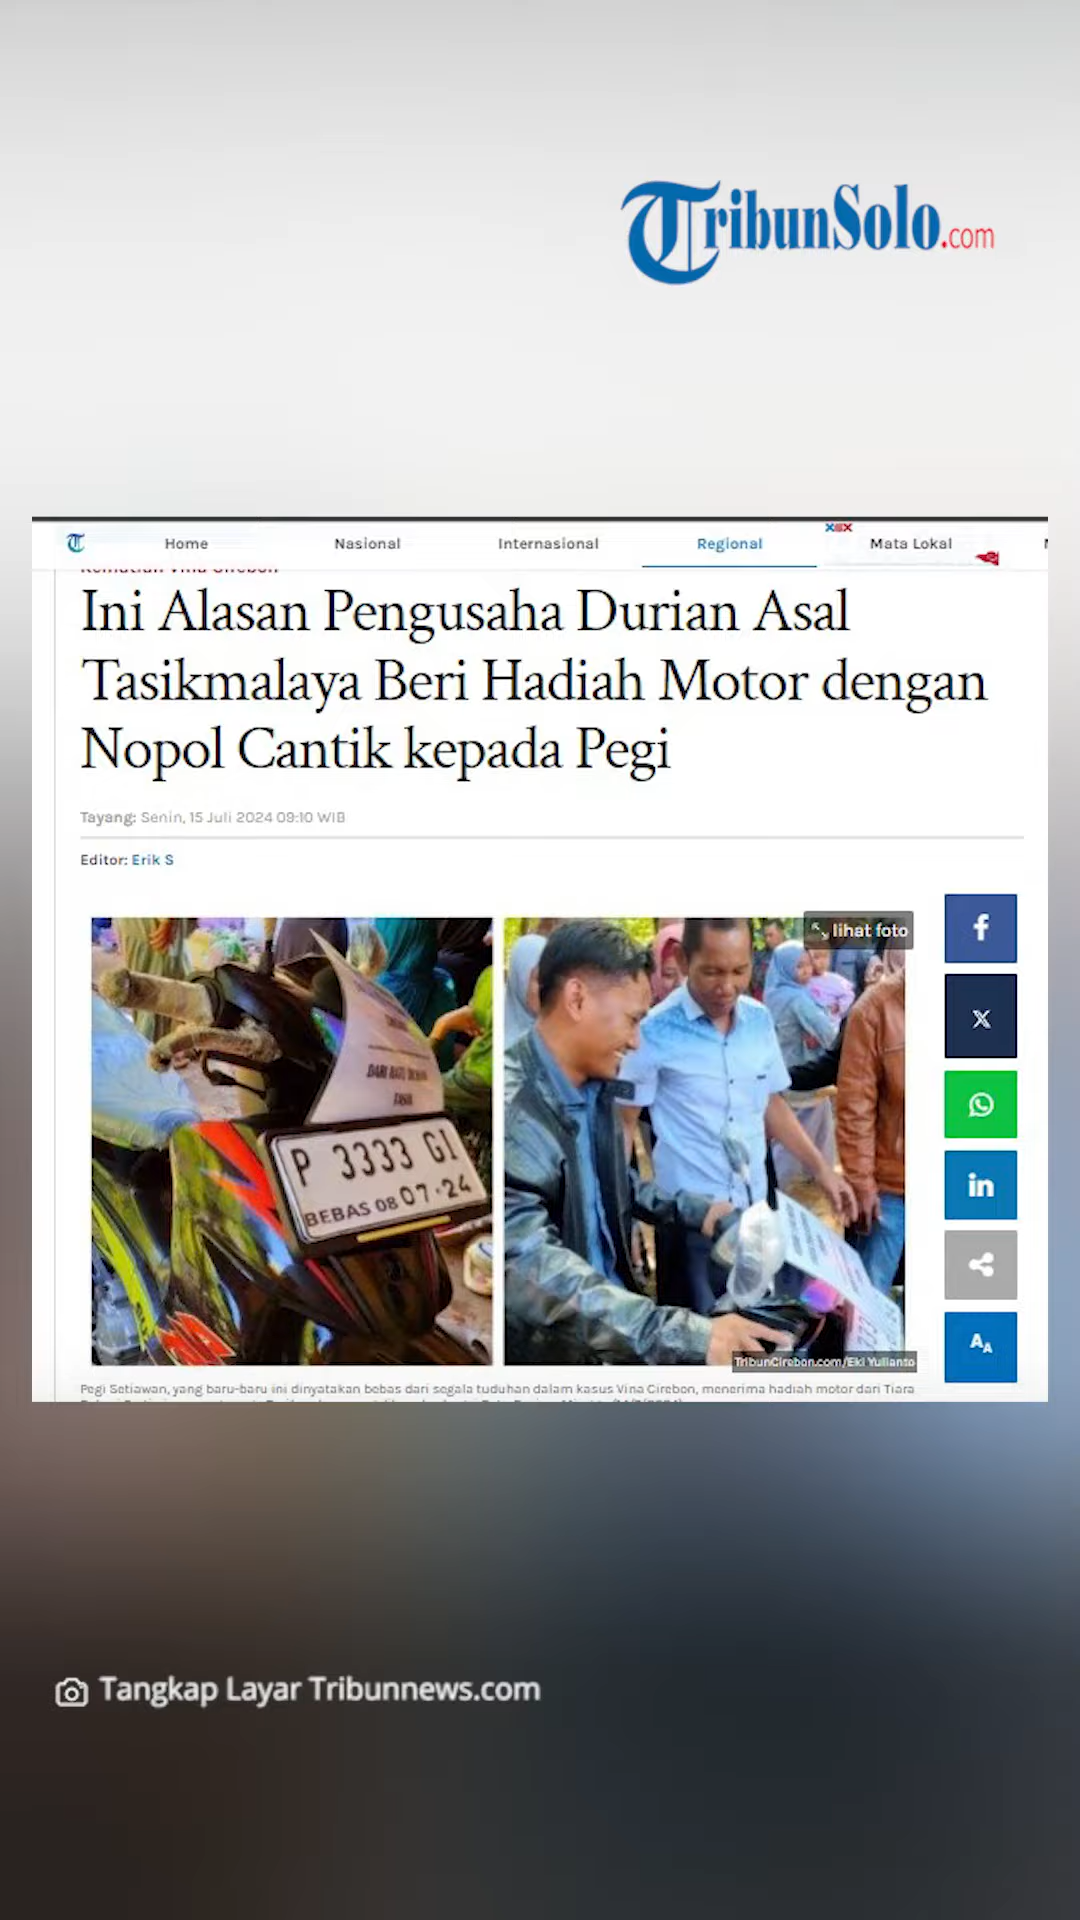 TribunSolo.com
Home Nasional Internasional Regional Mata Lokal
Kematian Vina Cirebon
Ini Alasan Pengusaha Durian Asal
Tasikmalaya Beri Hadiah Motor dengan
Nopol Cantik kepada Pegi
Tayang: Senin, 15 Juli 2024 09:10 WIB
Editor: Erik S
lihat foto
P 3333 GI
BEBAS 08 07-24
TribunCirebon.com/Eki Yulianto
Pegi Setiawan, yang baru-baru ini dinyatakan bebas dari segala tuduhan dalam kasus Vina Cirebon, menerima hadiah motor dari Tiara
Tangkap Layar Tribunnews.com